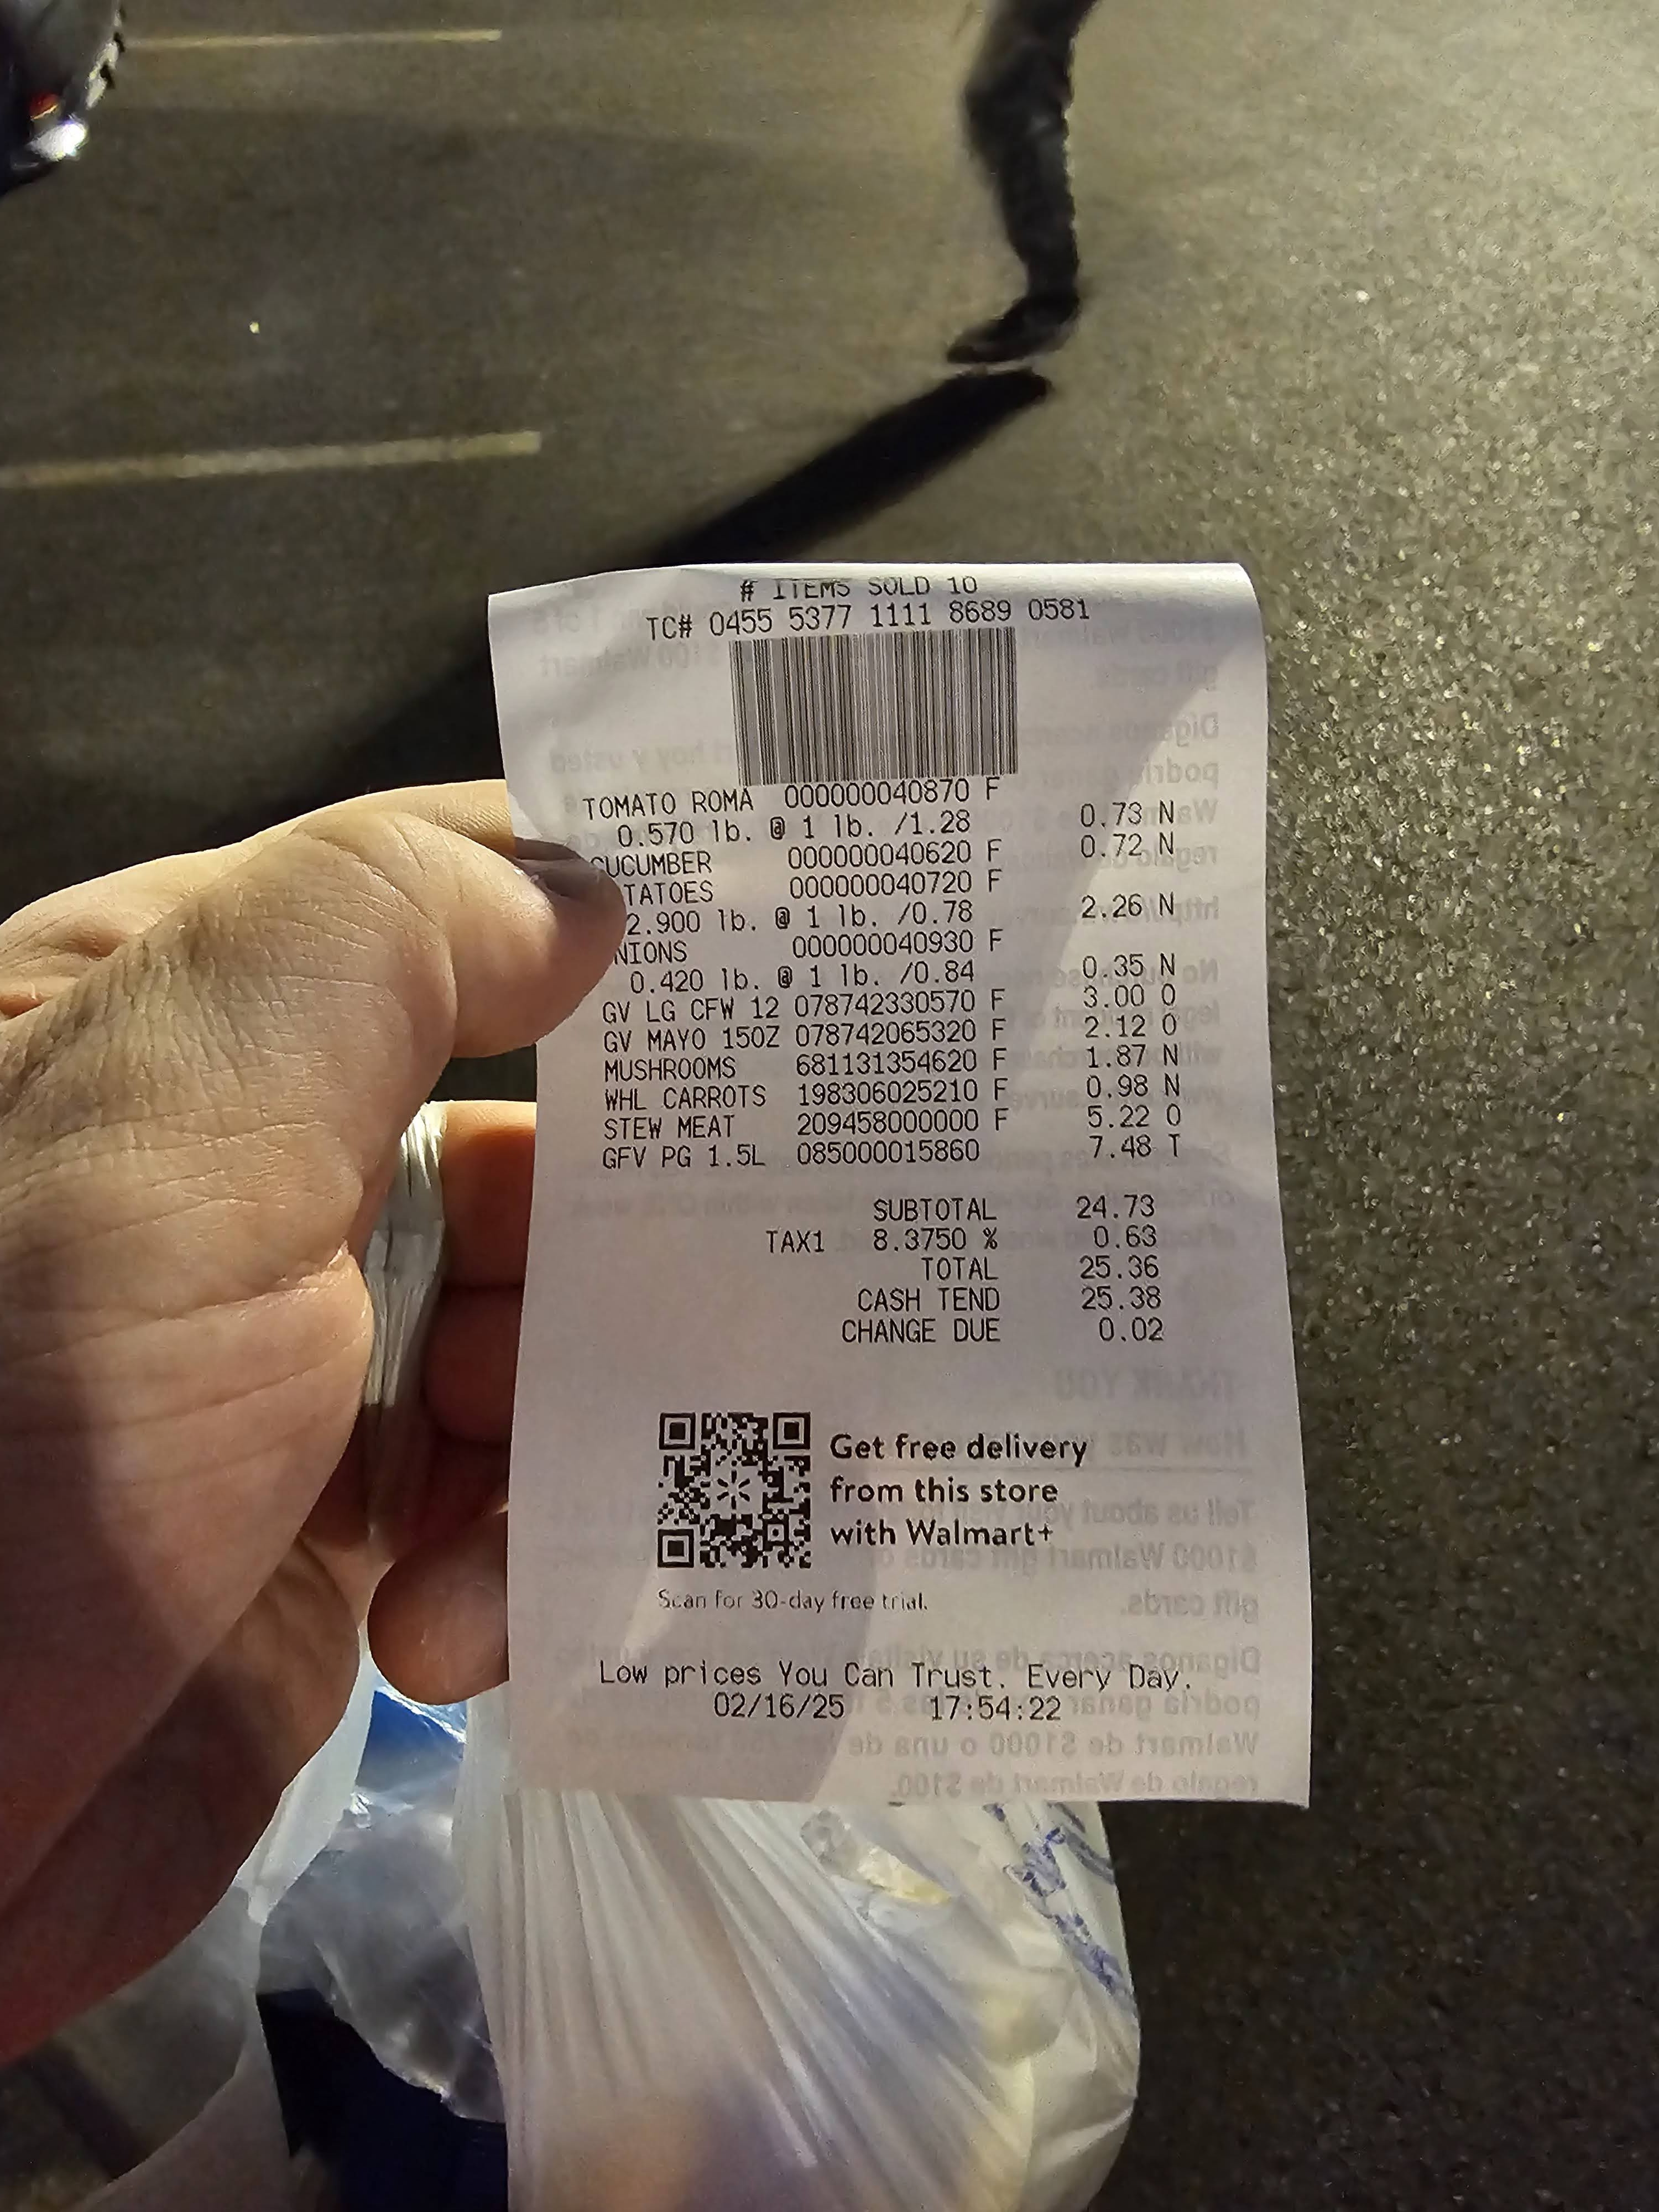 # ITEMS SOLD 10
TC# 0455 5377 1111 8689 0581
TOMATO ROMA 000000040870 F
0.570 lb. @ 1 lb. /1.28 0.73 N
CUCUMBER 000000040620 F 0.72 N
TATOES 000000040720 F
2.900 lb. @ 1 lb. /0.78 2.26 N
NIONS 000000040930 F
0.420 lb. @ 1 lb. /0.84 0.35 N
GV LG CFW 12 078742330570 F 3.00 O
GV MAYO 15OZ 078742065320 F 2.12 O
MUSHROOMS 681131354620 F 1.87 N
WHL CARROTS 198306025210 F 0.98 N
STEW MEAT 209458000000 F 5.22 O
GFV PG 1.5L 085000015860 7.48 T
SUBTOTAL 24.73
TAX1 8.3750 % 0.63
TOTAL 25.36
CASH TEND 25.38
CHANGE DUE 0.02
Get free delivery
from this store
with Walmart+
Scan for 30-day free trial.
Low prices You Can Trust. Every Day.
02/16/25 17:54:22